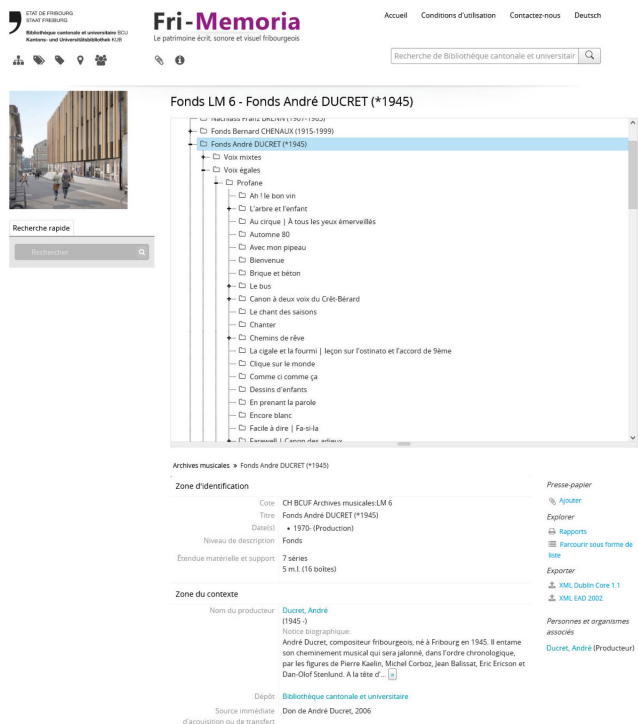 ETAT DE FRIBOURG
STAAT FREIBURG
Bibliothèque cantonale et universitaire BCU
Kantons- und Universitätsbibliothek KUB
Fri-Memoria
Le patrimoine écrit, sonore et visuel fribourgeois
Accueil Conditions d'utilisation Contactez-nous Deutsch
Recherche de Bibliothèque cantonale et universitair
Recherche rapide
Rechercher
Fonds LM 6 - Fonds André DUCRET (*1945)
Nachlass Franz BRENN (1907-1963)
Fonds Bernard CHENAUX (1915-1999)
Fonds André DUCRET (*1945)
Voix mixtes
Voix égales
Profane
Ah ! le bon vin
L'arbre et l'enfant
Au cirque | À tous les yeux émerveillés
Automne 80
Avec mon pipeau
Bienvenue
Brique et béton
Le bus
Canon à deux voix du Crêt-Bérard
Le chant des saisons
Chanter
Chemins de rêve
La cigale et la fourmi | leçon sur l'ostinato et l'accord de 9ème
Clique sur le monde
Comme ci comme ça
Dessins d'enfants
En prenant la parole
Encore blanc
Facile à dire | Fa-si-la
Farewell | Canon des adieux
Archives musicales » Fonds André DUCRET (*1945)
Zone d'identification
Cote CH BCUF Archives musicales:LM 6
Titre Fonds André DUCRET (*1945)
Date(s) • 1970- (Production)
Niveau de description Fonds
Étendue matérielle et support 7 séries
5 m.l. (16 boîtes)
Zone du contexte
Nom du producteur Ducret, André
(1945 -)
Notice biographique:
André Ducret, compositeur fribourgeois, né à Fribourg en 1945. Il entame
son cheminement musical qui sera jalonné, dans l'ordre chronologique,
par les figures de Pierre Kaelin, Michel Corboz, Jean Balissat, Eric Ericson et
Dan-Olof Stenlund. A la tête d'... »
Dépôt Bibliothèque cantonale et universitaire
Source immédiate Don de André Ducret, 2006
d'acquisition ou de transfert
Presse-papier
Ajouter
Explorer
Rapports
Parcourir sous forme de
liste
Exporter
XML Dublin Core 1.1
XML EAD 2002
Personnes et organismes
associés
Ducret, André (Producteur)